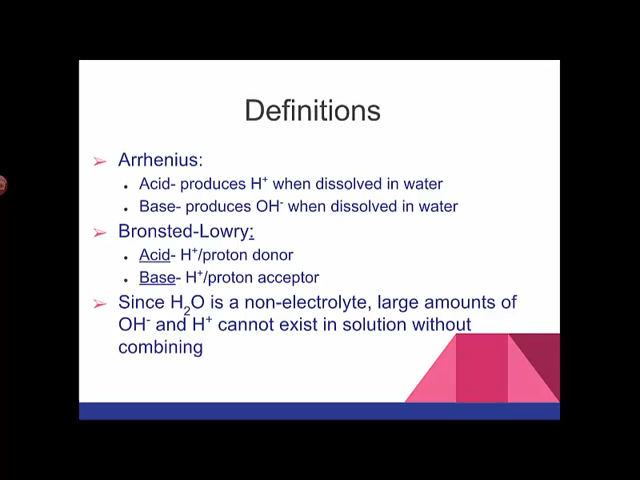 Definitions
➢ Arrhenius:
• Acid- produces H⁺ when dissolved in water
• Base- produces OH⁻ when dissolved in water
➢ Bronsted-Lowry:
• Acid- H⁺/proton donor
• Base- H⁺/proton acceptor
➢ Since H₂O is a non-electrolyte, large amounts of
OH⁻ and H⁺ cannot exist in solution without
combining